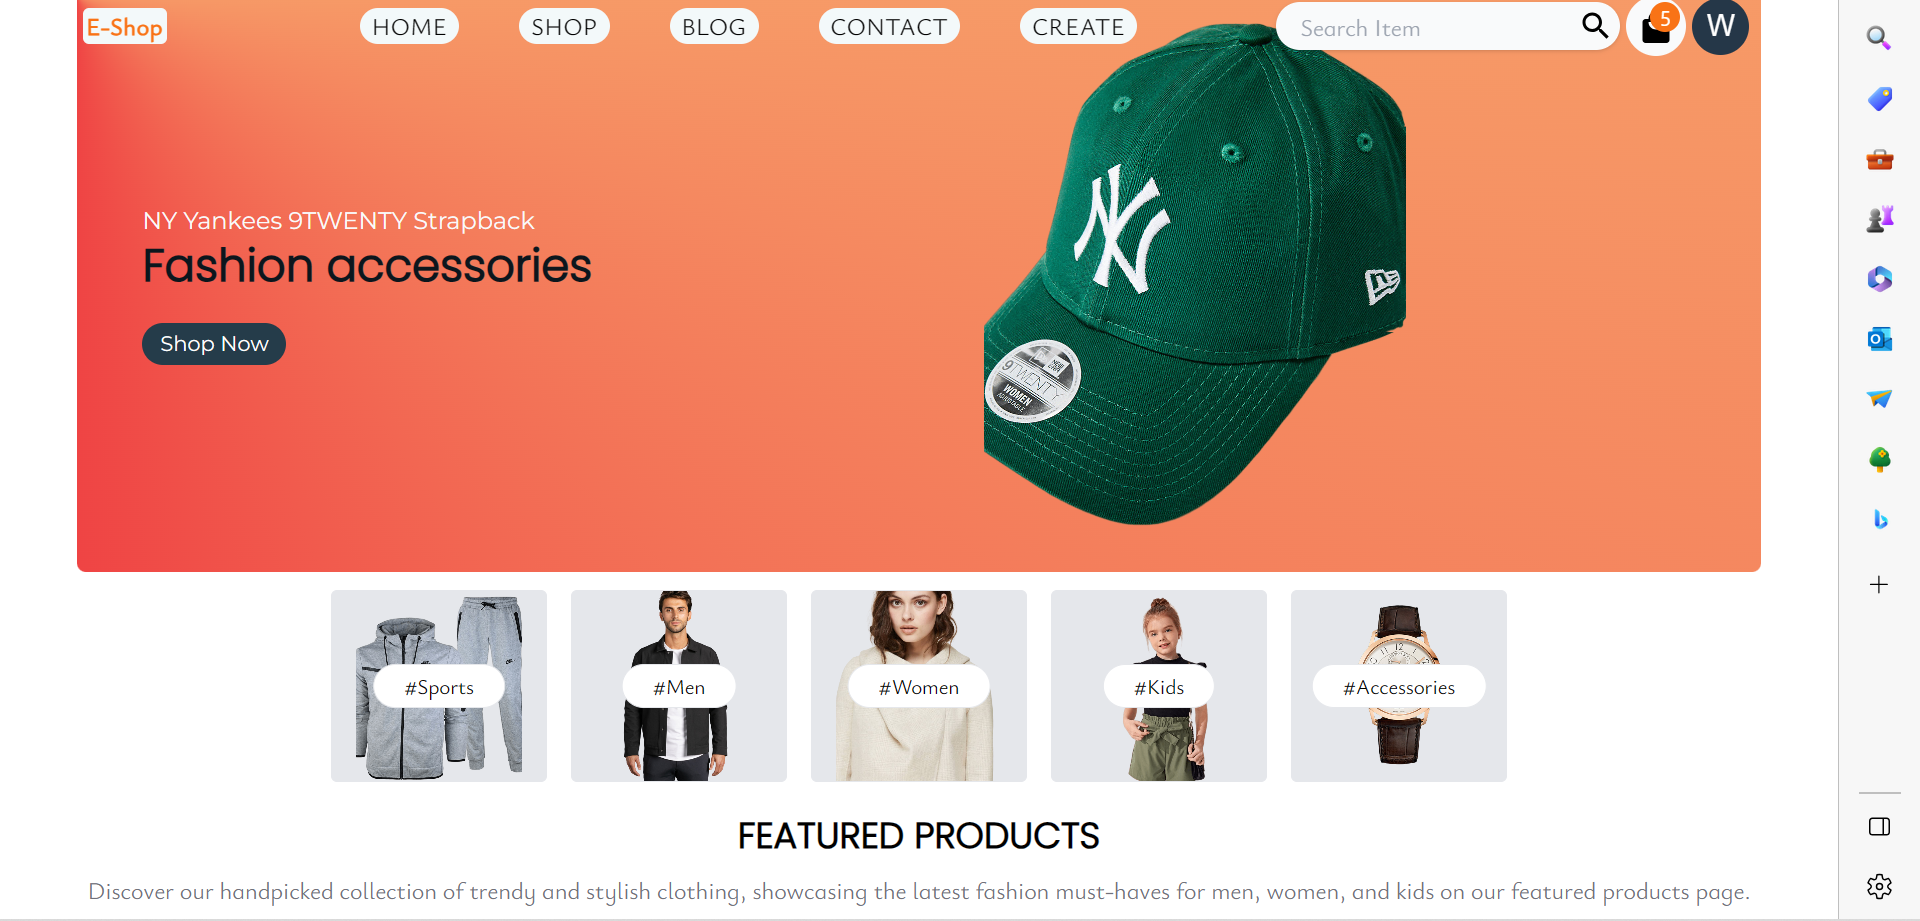 E-Shop
HOME
SHOP
BLOG
CONTACT
CREATE
Search Item
5
W
NY Yankees 9TWENTY Strapback
Fashion accessories
Shop Now
NY
9TWENTY
WOMEN
#Sports
#Men
#Women
#Kids
#Accessories
FEATURED PRODUCTS
Discover our handpicked collection of trendy and stylish clothing, showcasing the latest fashion must-haves for men, women, and kids on our featured products page.